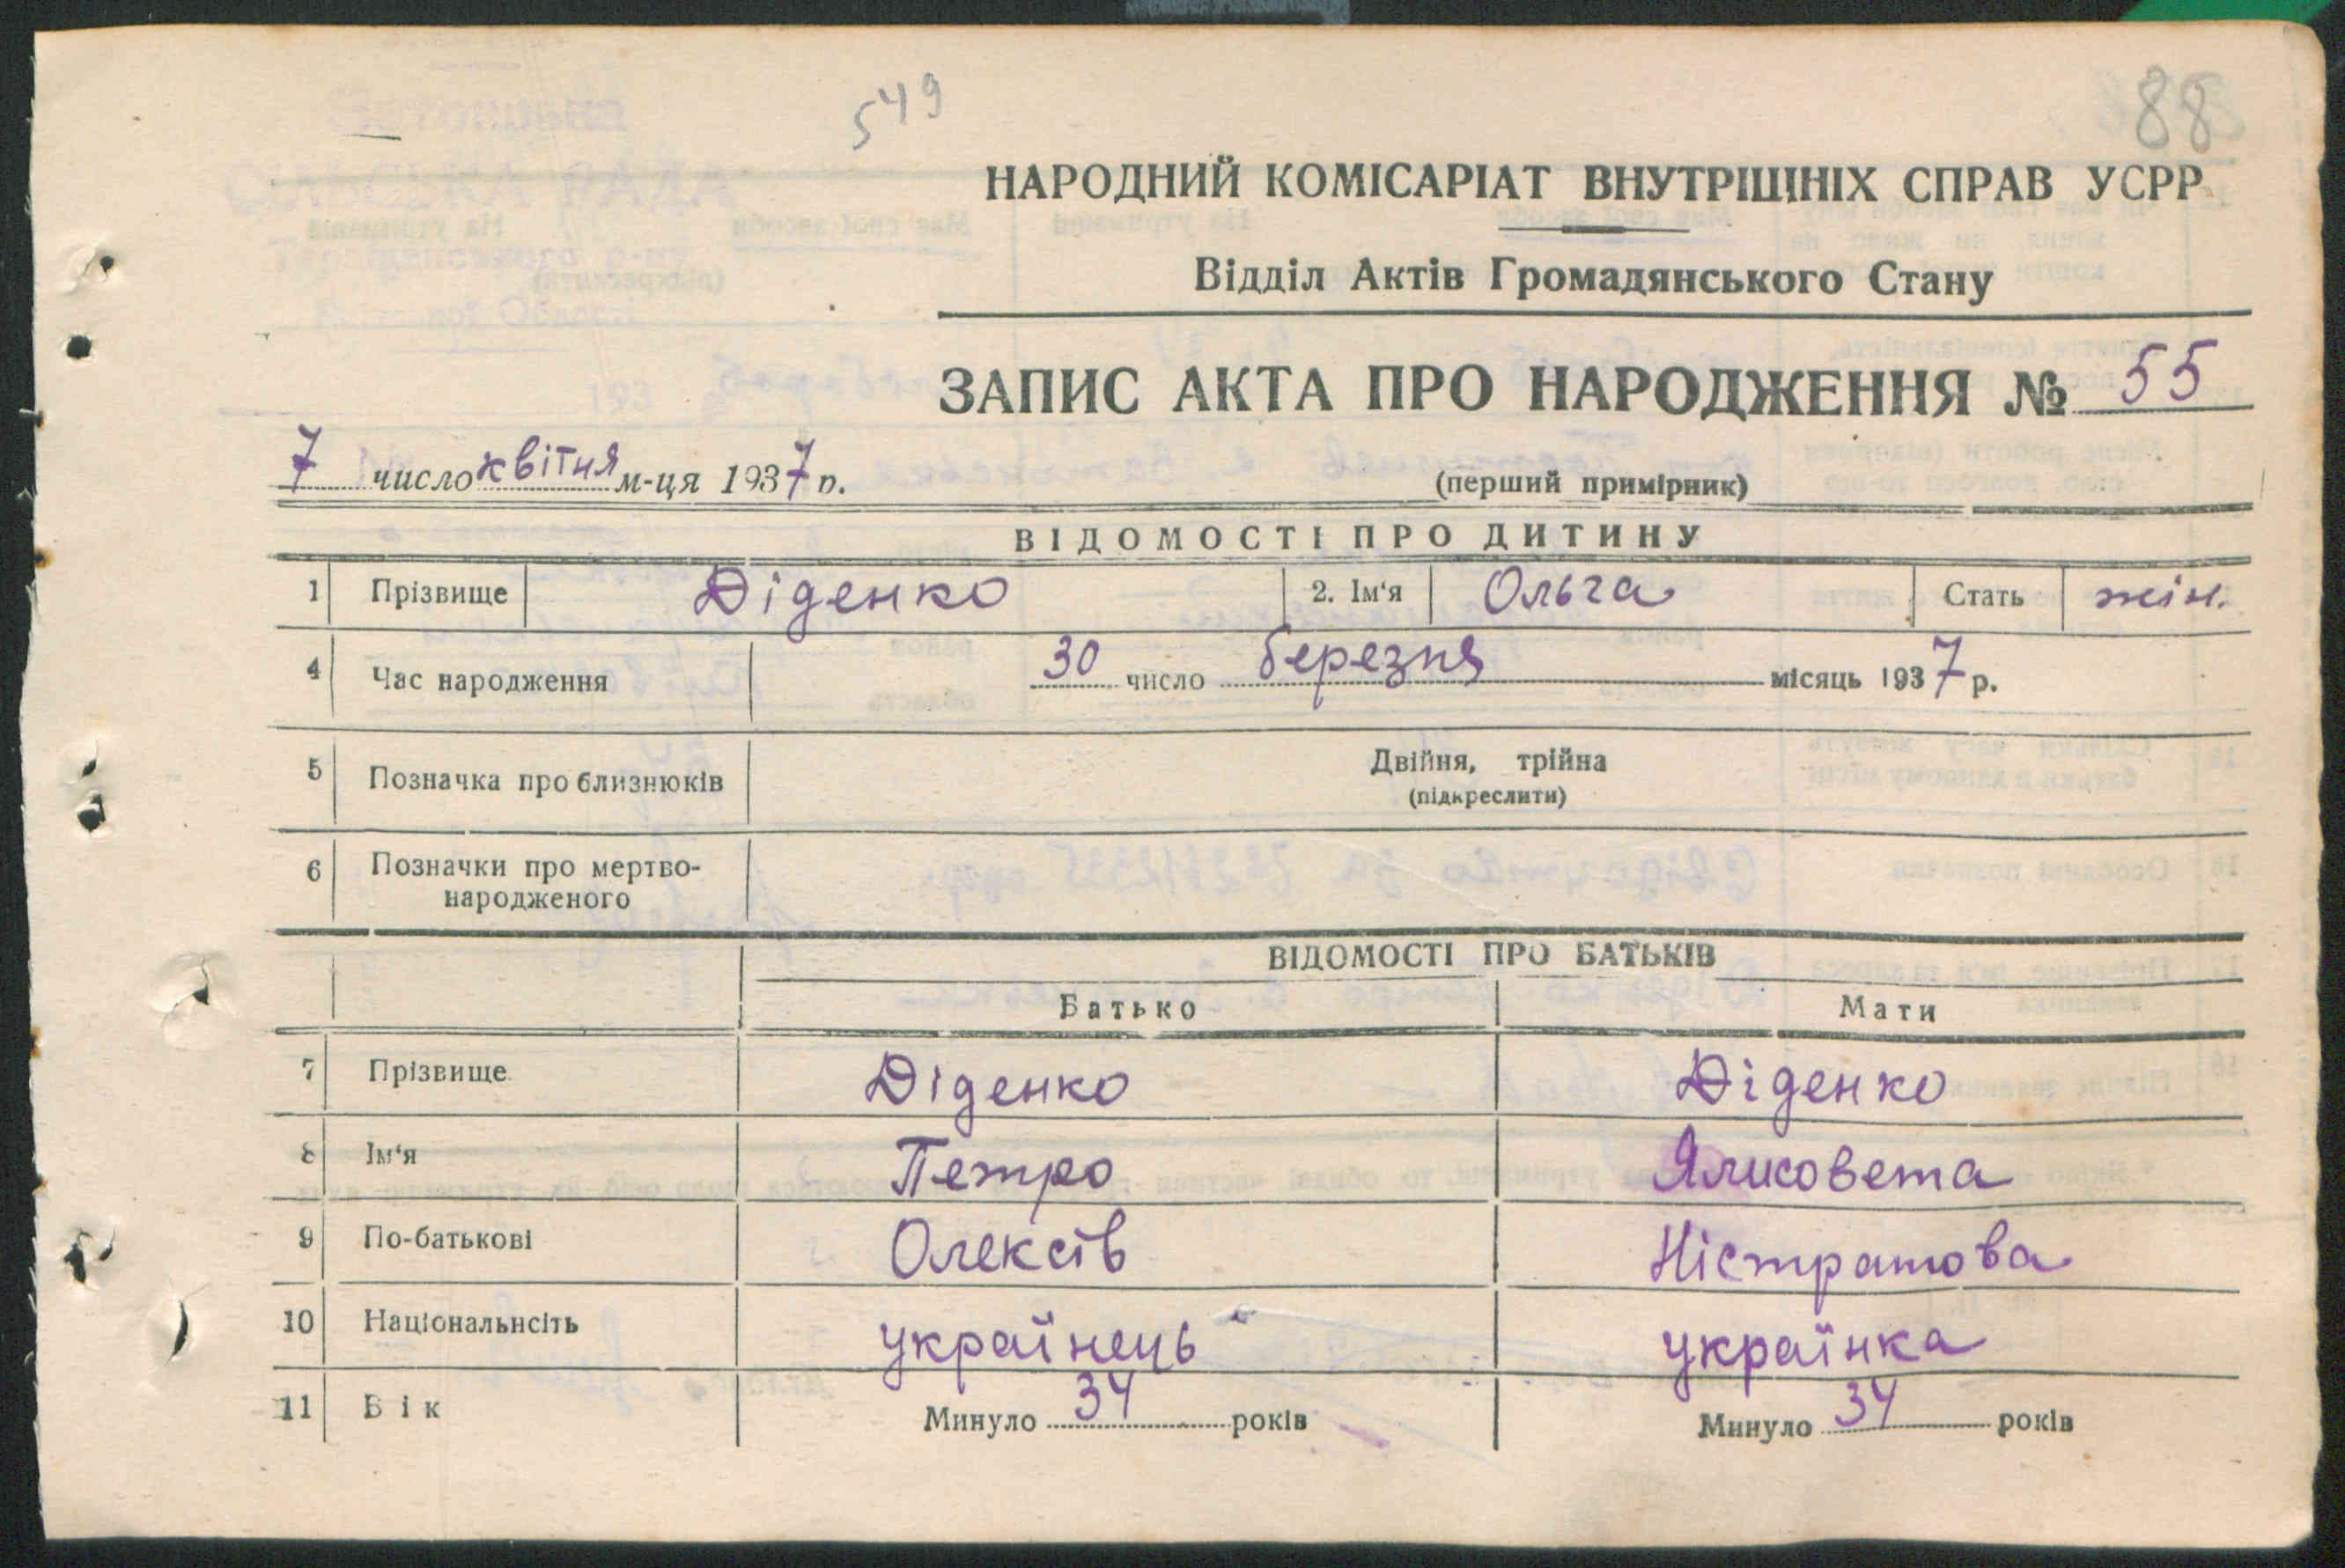 549
88
НАРОДНИЙ КОМІСАРІАТ ВНУТРІШНІХ СПРАВ УСРР
Відділ Актів Громадянського Стану
ЗАПИС АКТА ПРО НАРОДЖЕННЯ № 55
7 число квітня м-ця 1937 р.
(перший примірник)
ВІДОМОСТІ ПРО ДИТИНУ
1 Прізвище Діденко 2. Ім'я Ольга Стать жін.
4 Час народження 30 число березня місяць 1937 р.
5 Позначка про близнюків Двійня, трійна
(підкреслити)
6 Позначки про мертво-
народженого
ВІДОМОСТІ ПРО БАТЬКІВ
Батько Мати
7 Прізвище Діденко Діденко
8 Ім'я Петро Ялисовета
9 По-батькові Олексів Ністратова
10 Національнсіть українець українка
11 Вік Минуло 34 років Минуло 34 років